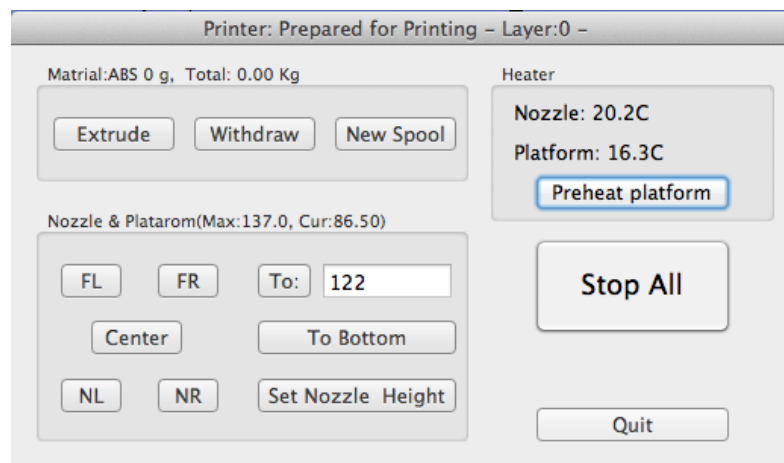 Printer: Prepared for Printing – Layer:0 –
Matrial:ABS 0 g, Total: 0.00 Kg
Extrude Withdraw New Spool
Heater
Nozzle: 20.2C
Platform: 16.3C
Preheat platform
Nozzle & Platarom(Max:137.0, Cur:86.50)
FL FR To: 122
Center To Bottom
NL NR Set Nozzle Height
Stop All
Quit